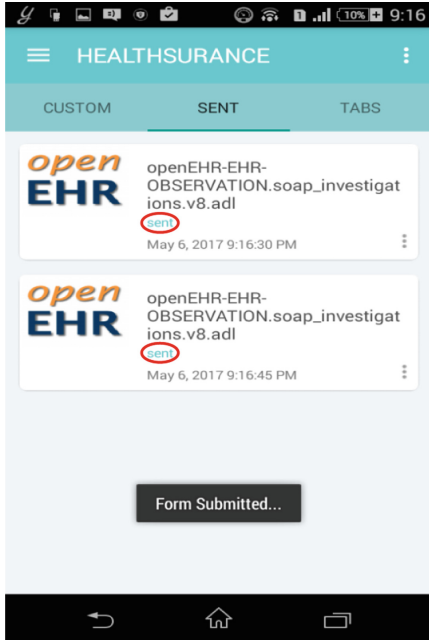 10% 9:16
HEALTHSURANCE
CUSTOM SENT TABS
open
EHR
openEHR-EHR-
OBSERVATION.soap_investigat
ions.v8.adl
sent
May 6, 2017 9:16:30 PM
open
EHR
openEHR-EHR-
OBSERVATION.soap_investigat
ions.v8.adl
sent
May 6, 2017 9:16:45 PM
Form Submitted...